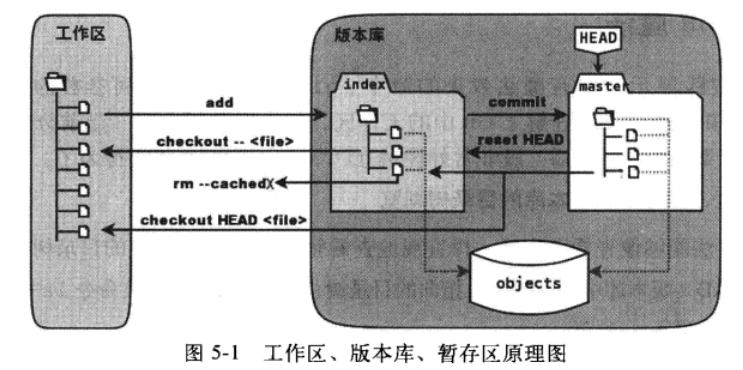 工作区
版本库
HEAD
index
master
add
commit
checkout -- <file>
reset HEAD
rm --cached
checkout HEAD <file>
objects
图 5-1 工作区、版本库、暂存区原理图